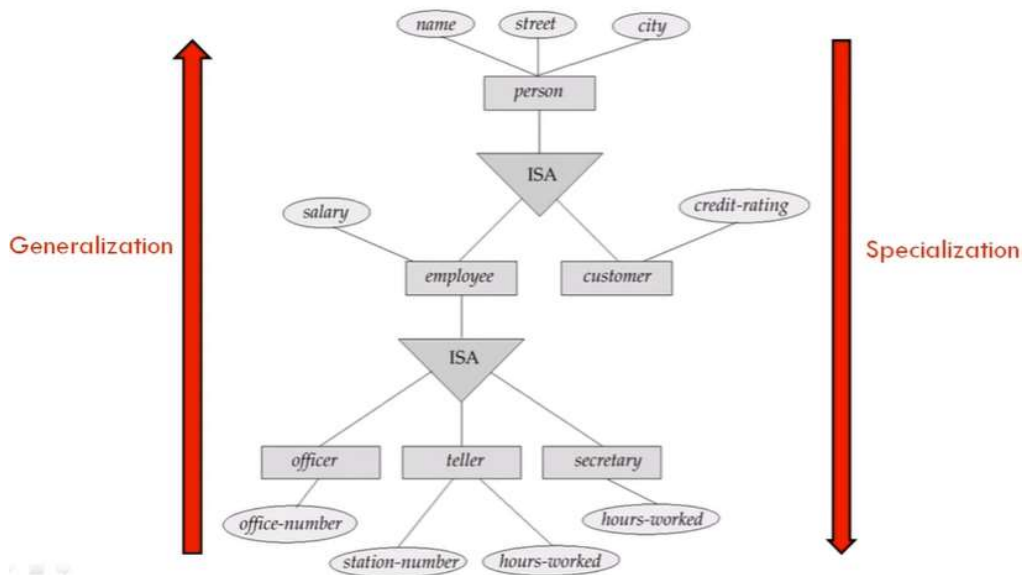 name
street
city
person
ISA
salary
credit-rating
Generalization
Specialization
employee
customer
ISA
officer
teller
secretary
office-number
hours-worked
station-number
hours-worked